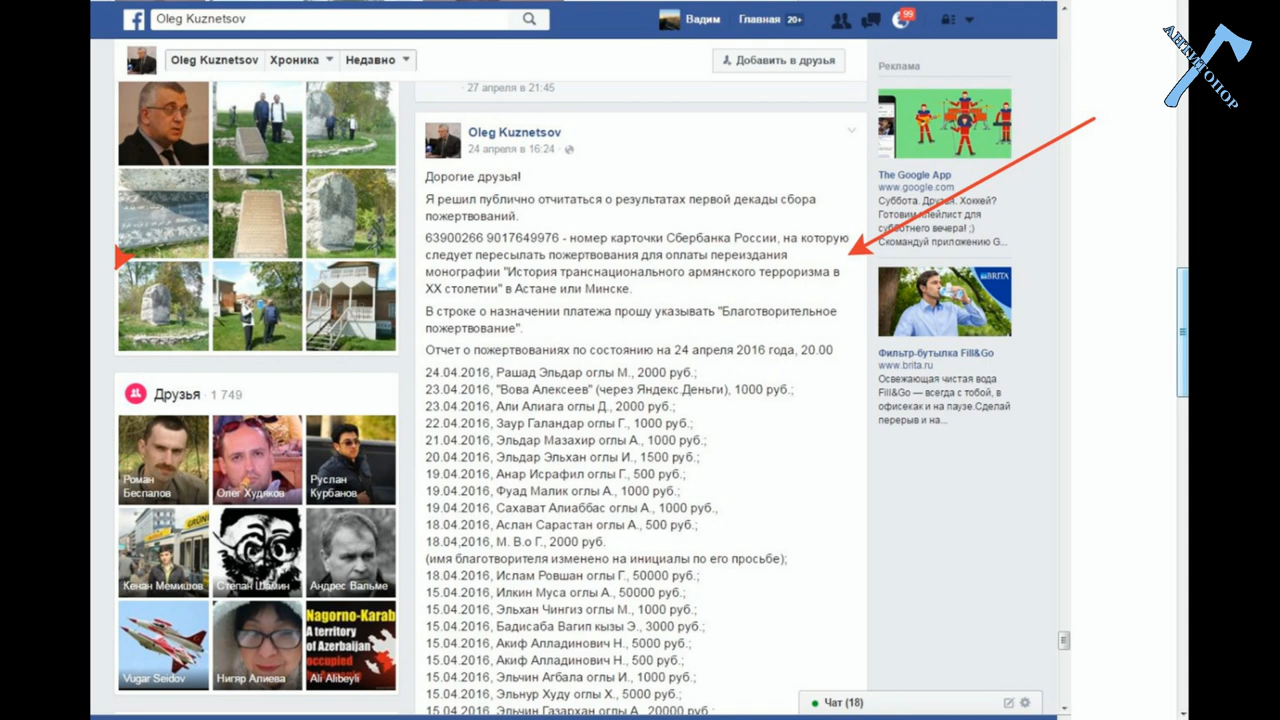 Oleg Kuznetsov
Вадим
Главная 20+
99
АНТИТОПОР
Oleg Kuznetsov
Хроника
Недавно
Добавить в друзья
27 апреля в 21:45
Oleg Kuznetsov
24 апреля в 16:24
Дорогие друзья!
Я решил публично отчитаться о результатах первой декады сбора
пожертвований.
63900266 9017649976 - номер карточки Сбербанка России, на которую
следует пересылать пожертвования для оплаты переиздания
монографии "История транснационального армянского терроризма в
XX столетии" в Астане или Минске.
В строке о назначении платежа прошу указывать "Благотворительное
пожертвование".
Отчет о пожертвованиях по состоянию на 24 апреля 2016 года, 20.00
24.04.2016, Рашад Эльдар оглы М., 2000 руб.;
23.04.2016, "Вова Алексеев" (через Яндекс.Деньги), 1000 руб.;
23.04.2016, Али Алиага оглы Д., 2000 руб.;
22.04.2016, Заур Галандар оглы Г., 1000 руб.;
21.04.2016, Эльдар Мазахир оглы А., 1000 руб.;
20.04.2016, Эльдар Эльхан оглы И., 1500 руб.;
19.04.2016, Анар Исрафил оглы Г., 500 руб.;
19.04.2016, Фуад Малик оглы А., 1000 руб.;
19.04.2016, Сахават Алиаббас оглы А., 1000 руб.,
18.04.2016, Аслан Сарастан оглы А., 500 руб.;
18.04.2016, М. В.о Г., 2000 руб.
(имя благотворителя изменено на инициалы по его просьбе);
18.04.2016, Ислам Ровшан оглы Г., 50000 руб.;
15.04.2016, Илкин Муса оглы А., 50000 руб.;
15.04.2016, Эльхан Чингиз оглы М., 1000 руб.;
15.04.2016, Бадисаба Вагип кызы Э., 3000 руб.;
15.04.2016, Акиф Алладинович Н., 5000 руб.;
15.04.2016, Акиф Алладинович Н., 500 руб.;
15.04.2016, Эльчин Агбала оглы И., 1000 руб.;
15.04.2016, Эльнур Худу оглы Х., 5000 руб.;
15.04.2016, Эльчин Газархан оглы А., 20000 руб.;
Друзья · 1 749
Роман
Беспалов
Олег Худяков
Руслан
Курбанов
Кенан Мемишов
Степан Шамин
Андрес Вальме
Vugar Seidov
Нигяр Алиева
Nagorno-Karab
A territory
of Azerbaijan
occupied
Ali Alibeyli
Реклама
The Google App
www.google.com
Суббота. Друзья. Хоккей?
Готовим плейлист для
субботнего вечера! ;)
Скомандуй приложению G...
BRITA
Фильтр-бутылка Fill&Go
www.brita.ru
Освежающая чистая вода
Fill&Go — всегда с тобой, в
офисекак и на паузе.Сделай
перерыв и на...
Чат (18)